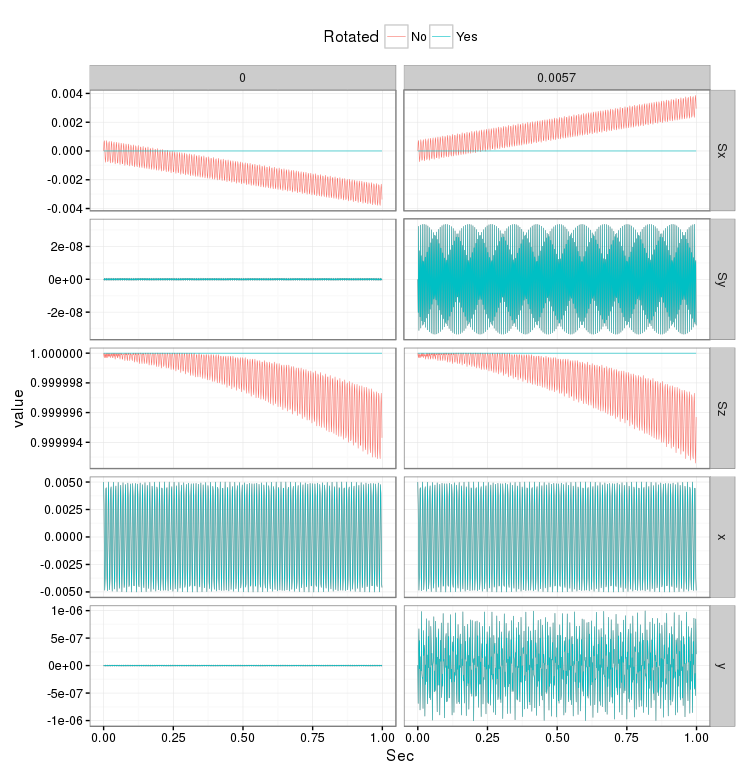 Rotated No Yes
0 0.0057
0.004
0.002
0.000
-0.002
-0.004
Sx
2e-08
0e+00
-2e-08
Sy
1.000000
0.999998
0.999996
0.999994
Sz
value
0.0050
0.0025
0.0000
-0.0025
-0.0050
x
1e-06
5e-07
0e+00
-5e-07
-1e-06
y
0.00 0.25 0.50 0.75 1.00 0.00 0.25 0.50 0.75 1.00
Sec